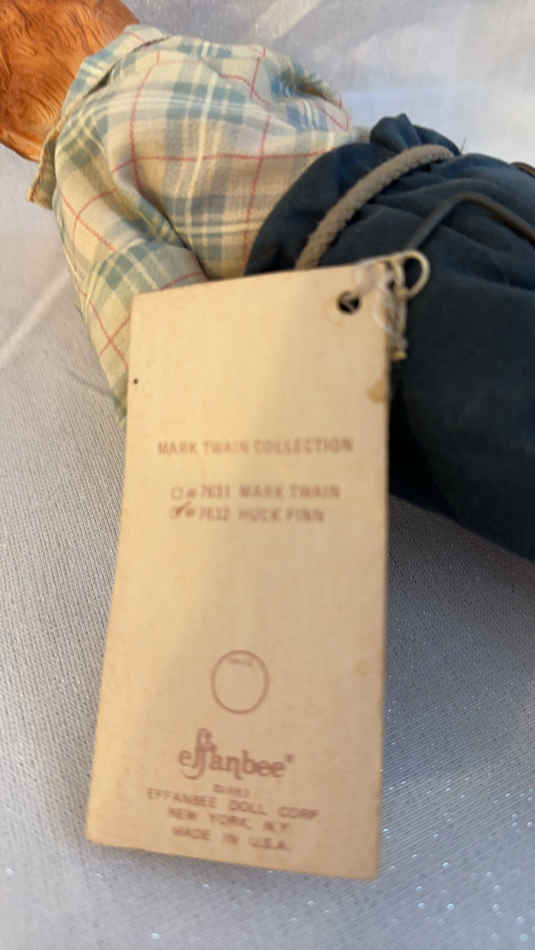 MARK TWAIN COLLECTION
#7631 MARK TWAIN
#7632 HUCK FINN
effanbee®
EFFANBEE DOLL CORP
NEW YORK, N.Y.
MADE IN U.S.A.